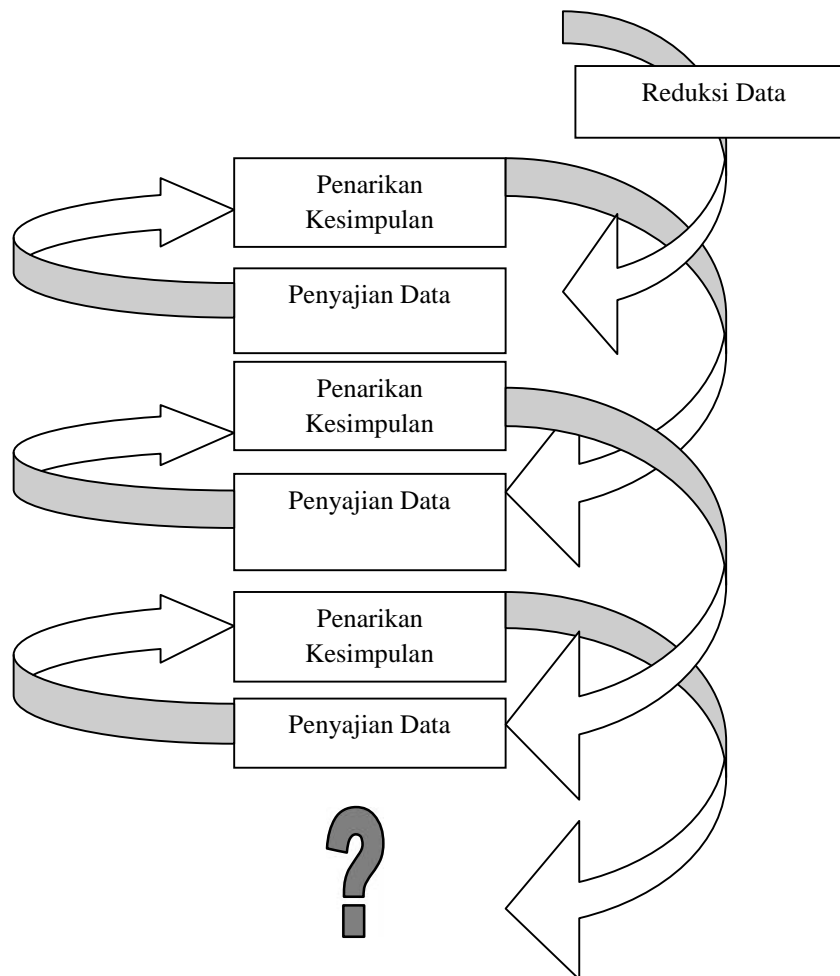 Reduksi Data
Penarikan
Kesimpulan
Penyajian Data
Penarikan
Kesimpulan
Penyajian Data
Penarikan
Kesimpulan
Penyajian Data
?